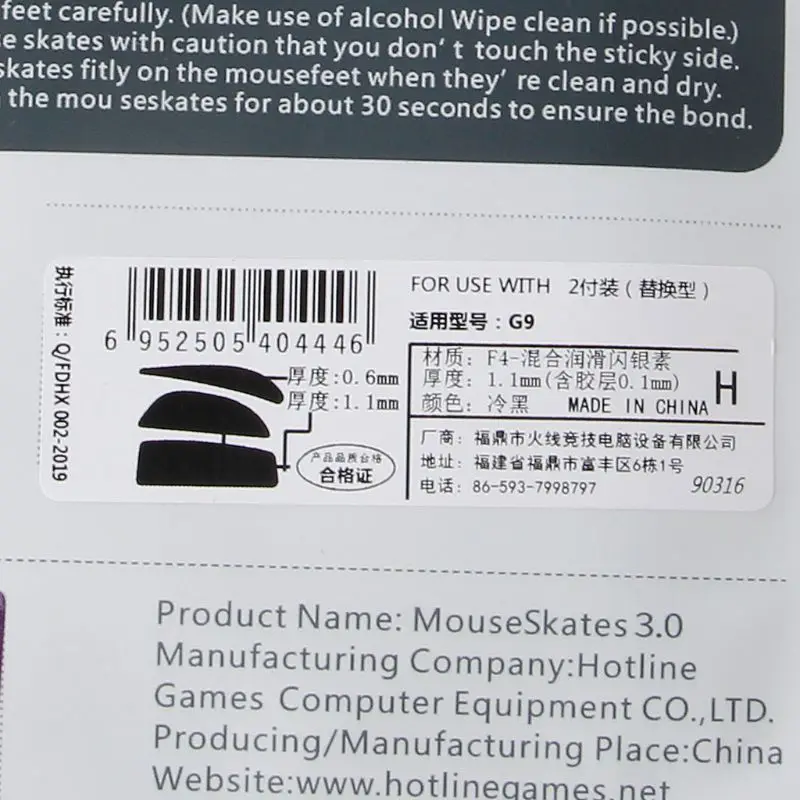 feet carefully. (Make use of alcohol Wipe clean if possible.)
e skates with caution that you don't touch the sticky side.
skates fitly on the mousefeet when they're clean and dry.
the mou seskates for about 30 seconds to ensure the bond.
执行标准：Q/FDHX 002-2019
6 952505 404446
厚度:0.6mm
厚度:1.1mm
产品品质合格
合格证
FOR USE WITH 2付装（替换型）
适用型号：G9
材质：F4-混合润滑闪银素
厚度：1.1mm(含胶层0.1mm)
颜色：冷黑 MADE IN CHINA
H
厂商：福鼎市火线竞技电脑设备有限公司
地址：福建省福鼎市富丰区6栋1号
电话：86-593-7998797
90316
Product Name: MouseSkates 3.0
Manufacturing Company:Hotline
Games Computer Equipment CO.,LTD.
Producing/Manufacturing Place:China
Website:www.hotlinegames.net